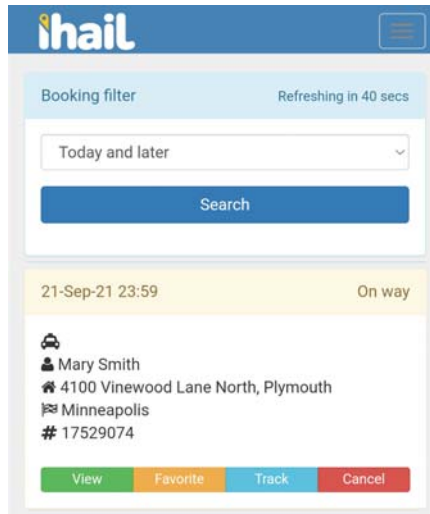 ihail
Booking filter
Refreshing in 40 secs
Today and later
Search
21-Sep-21 23:59
On way
Mary Smith
4100 Vinewood Lane North, Plymouth
Minneapolis
# 17529074
View
Favorite
Track
Cancel